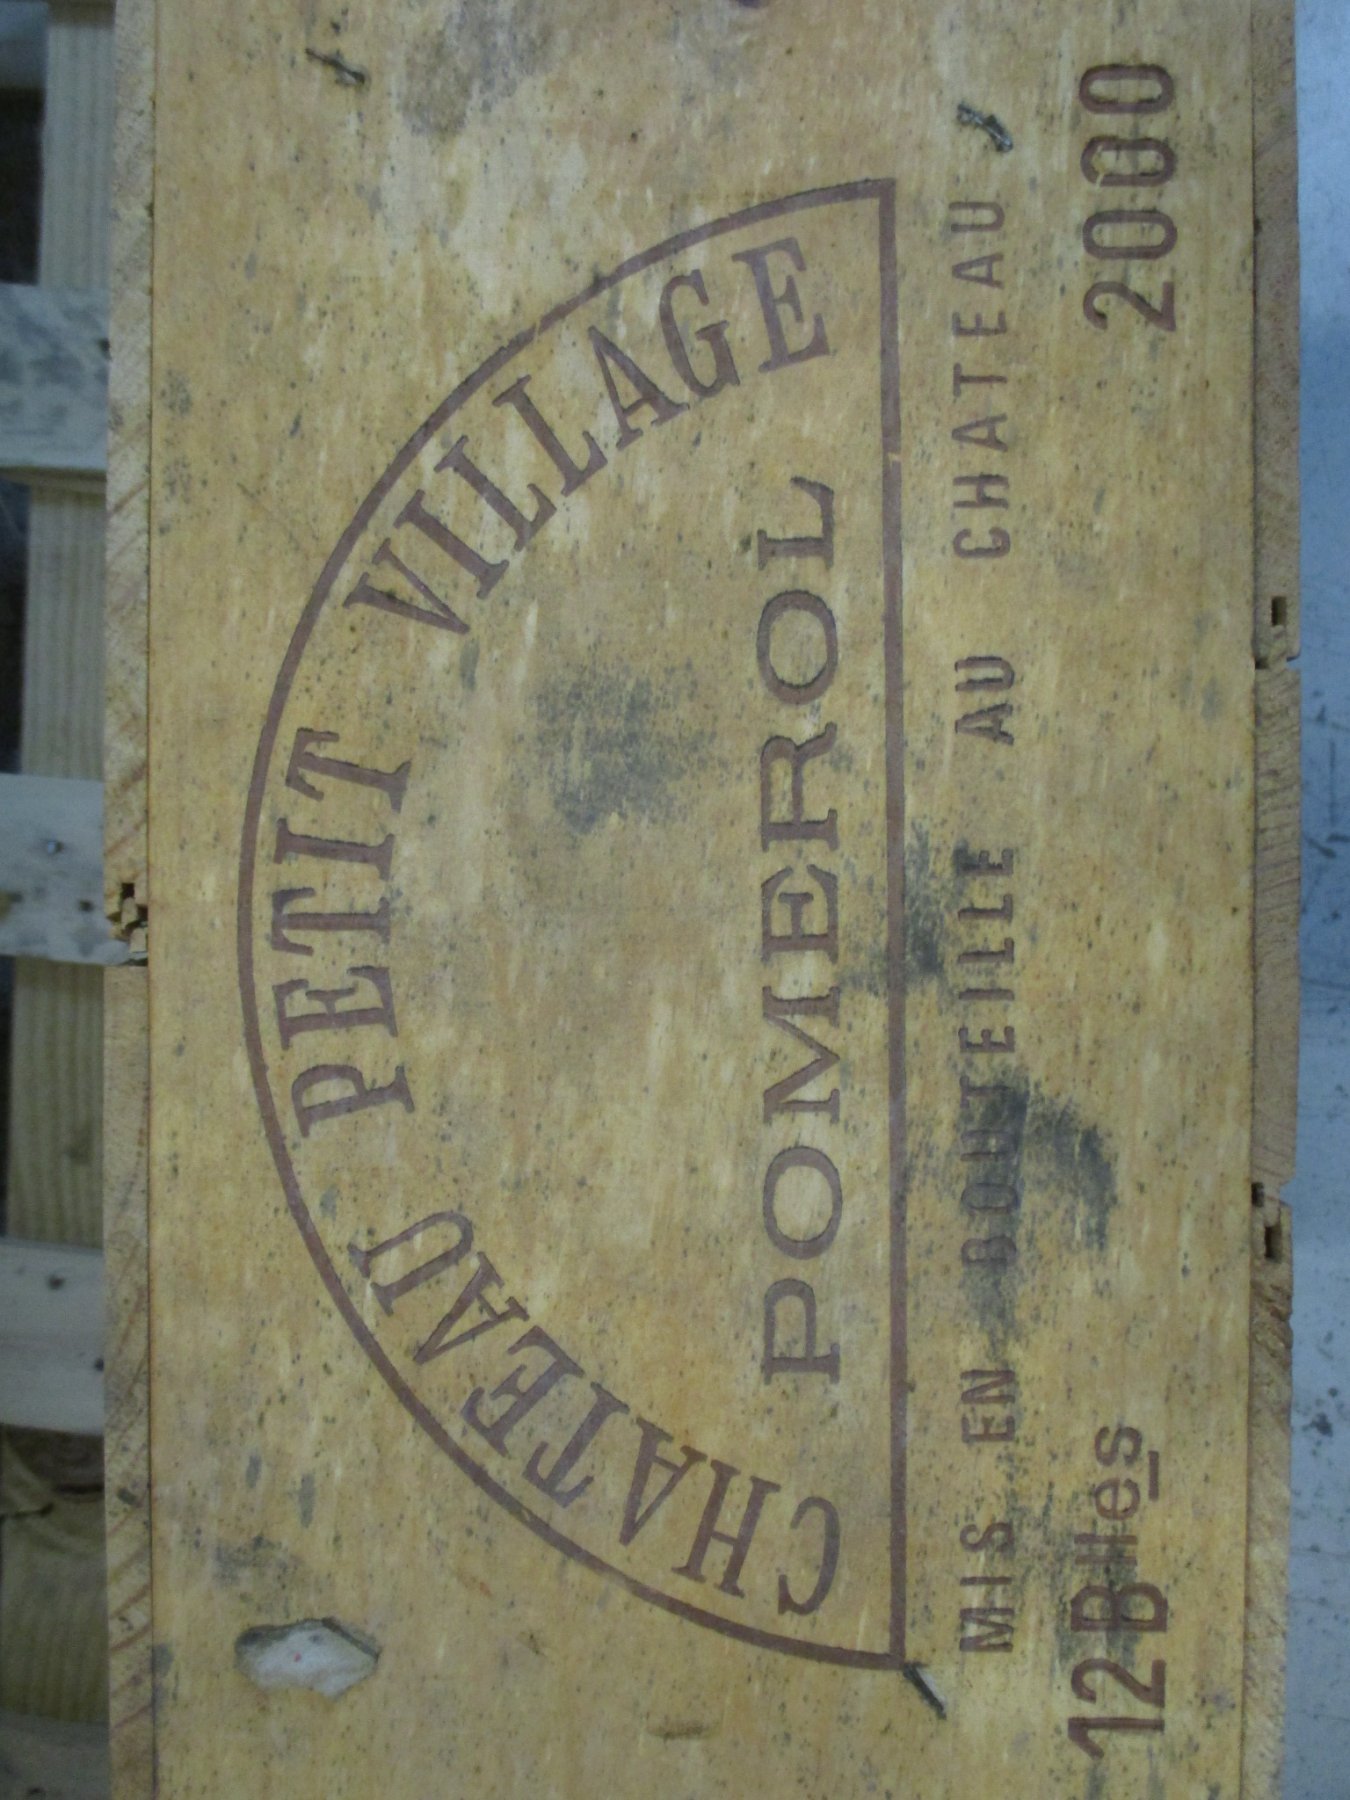 CHATEAU PETIT VILLAGE
POMEROL
MIS EN BOUTEILLE AU CHATEAU
12 Blles 2000